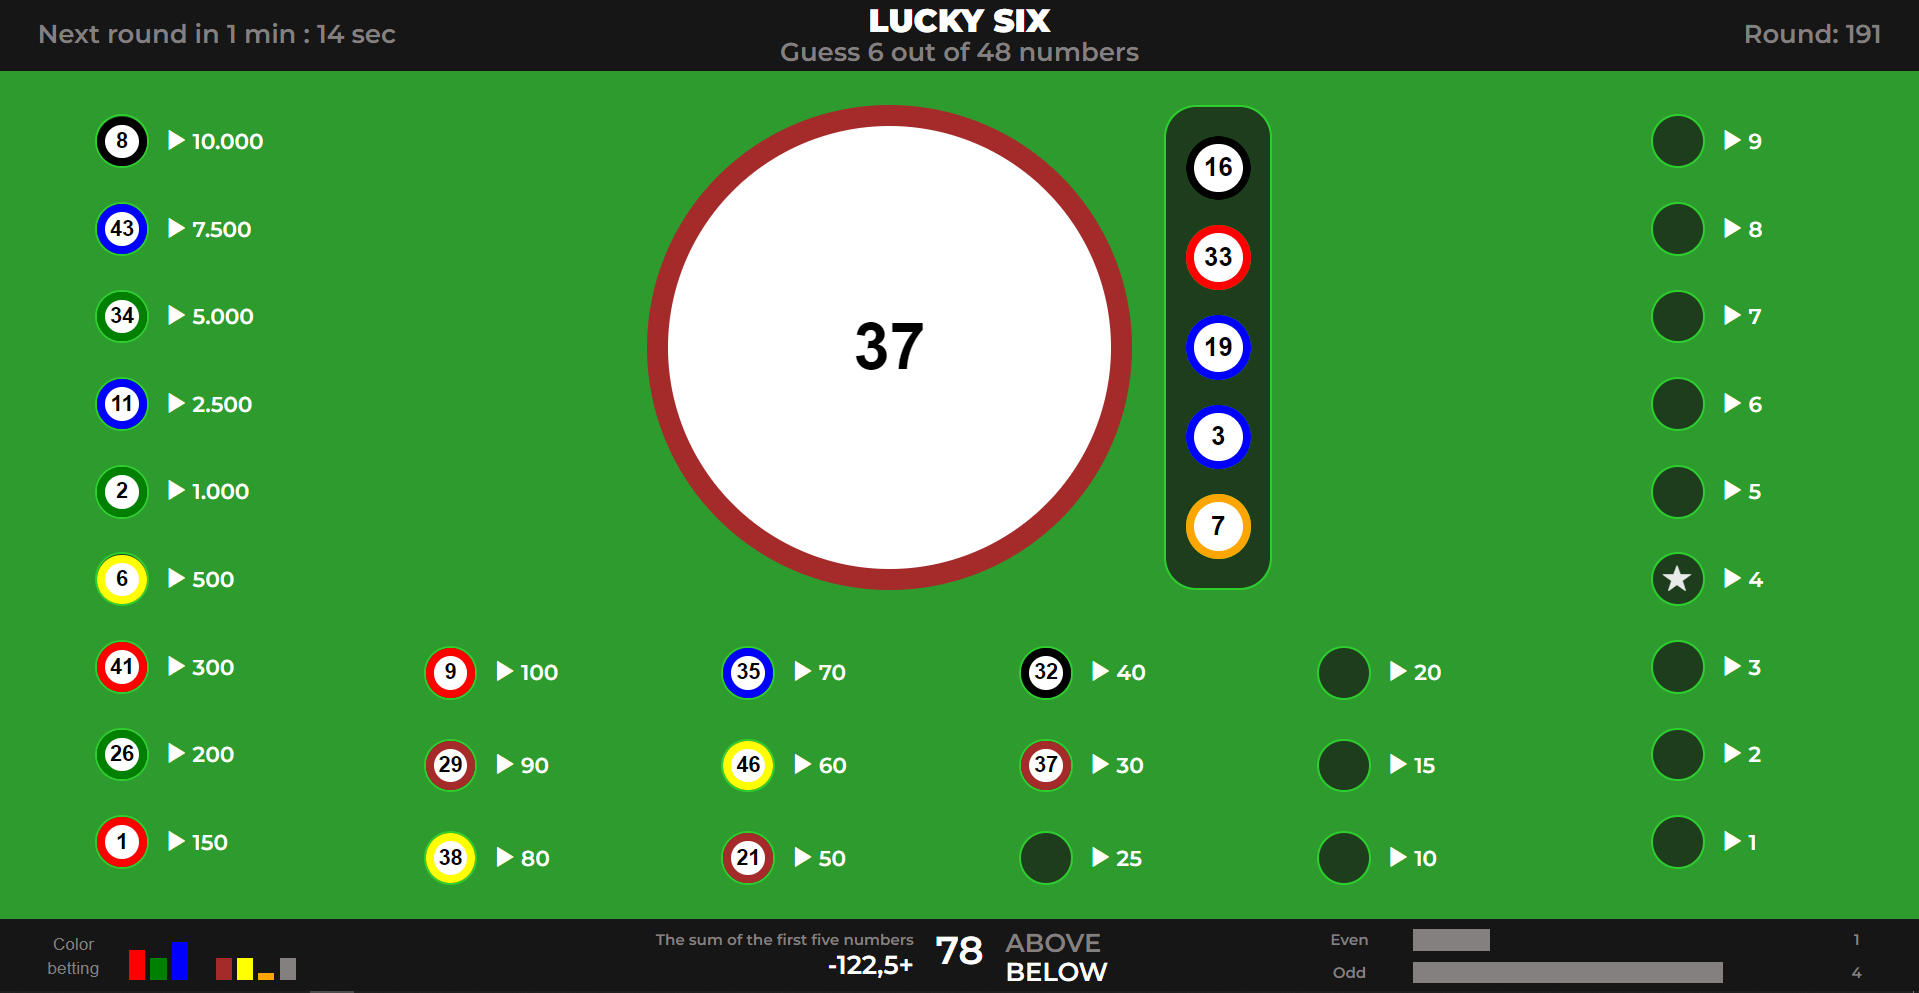 Next round in 1 min : 14 sec
LUCKY SIX
Guess 6 out of 48 numbers
Round: 191
8 ▶ 10.000
43 ▶ 7.500
34 ▶ 5.000
11 ▶ 2.500
2 ▶ 1.000
6 ▶ 500
41 ▶ 300
26 ▶ 200
1 ▶ 150
37
16
33
19
3
7
9 ▶ 100
29 ▶ 90
38 ▶ 80
35 ▶ 70
46 ▶ 60
21 ▶ 50
32 ▶ 40
37 ▶ 30
▶ 25
▶ 20
▶ 15
▶ 10
▶ 9
▶ 8
▶ 7
▶ 6
▶ 5
★ ▶ 4
▶ 3
▶ 2
▶ 1
Color
betting
The sum of the first five numbers
-122,5+
78
ABOVE
BELOW
Even 1
Odd 4